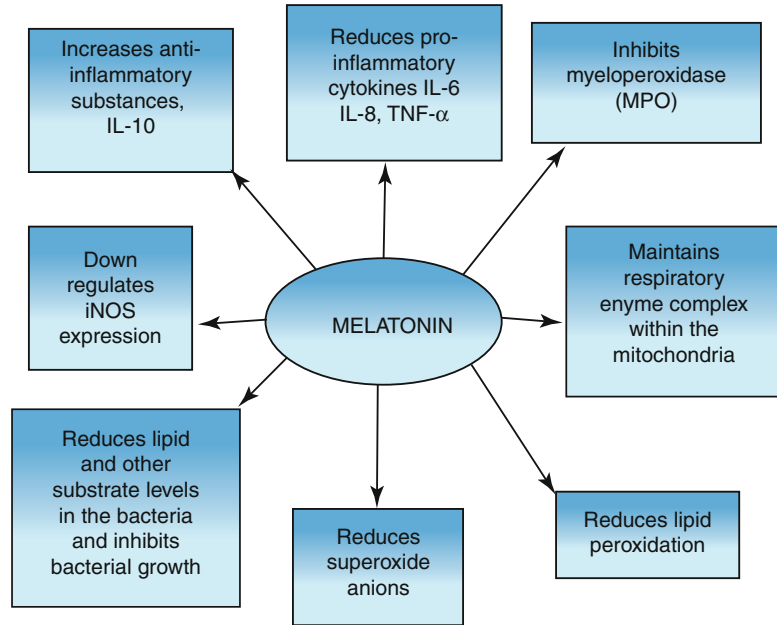 Increases anti-
inflammatory
substances,
IL-10
Reduces pro-
inflammatory
cytokines IL-6
IL-8, TNF-α
Inhibits
myeloperoxidase
(MPO)
Down
regulates
iNOS
expression
MELATONIN
Maintains
respiratory
enyme complex
within the
mitochondria
Reduces lipid
and other
substrate levels
in the bacteria
and inhibits
bacterial growth
Reduces
superoxide
anions
Reduces lipid
peroxidation